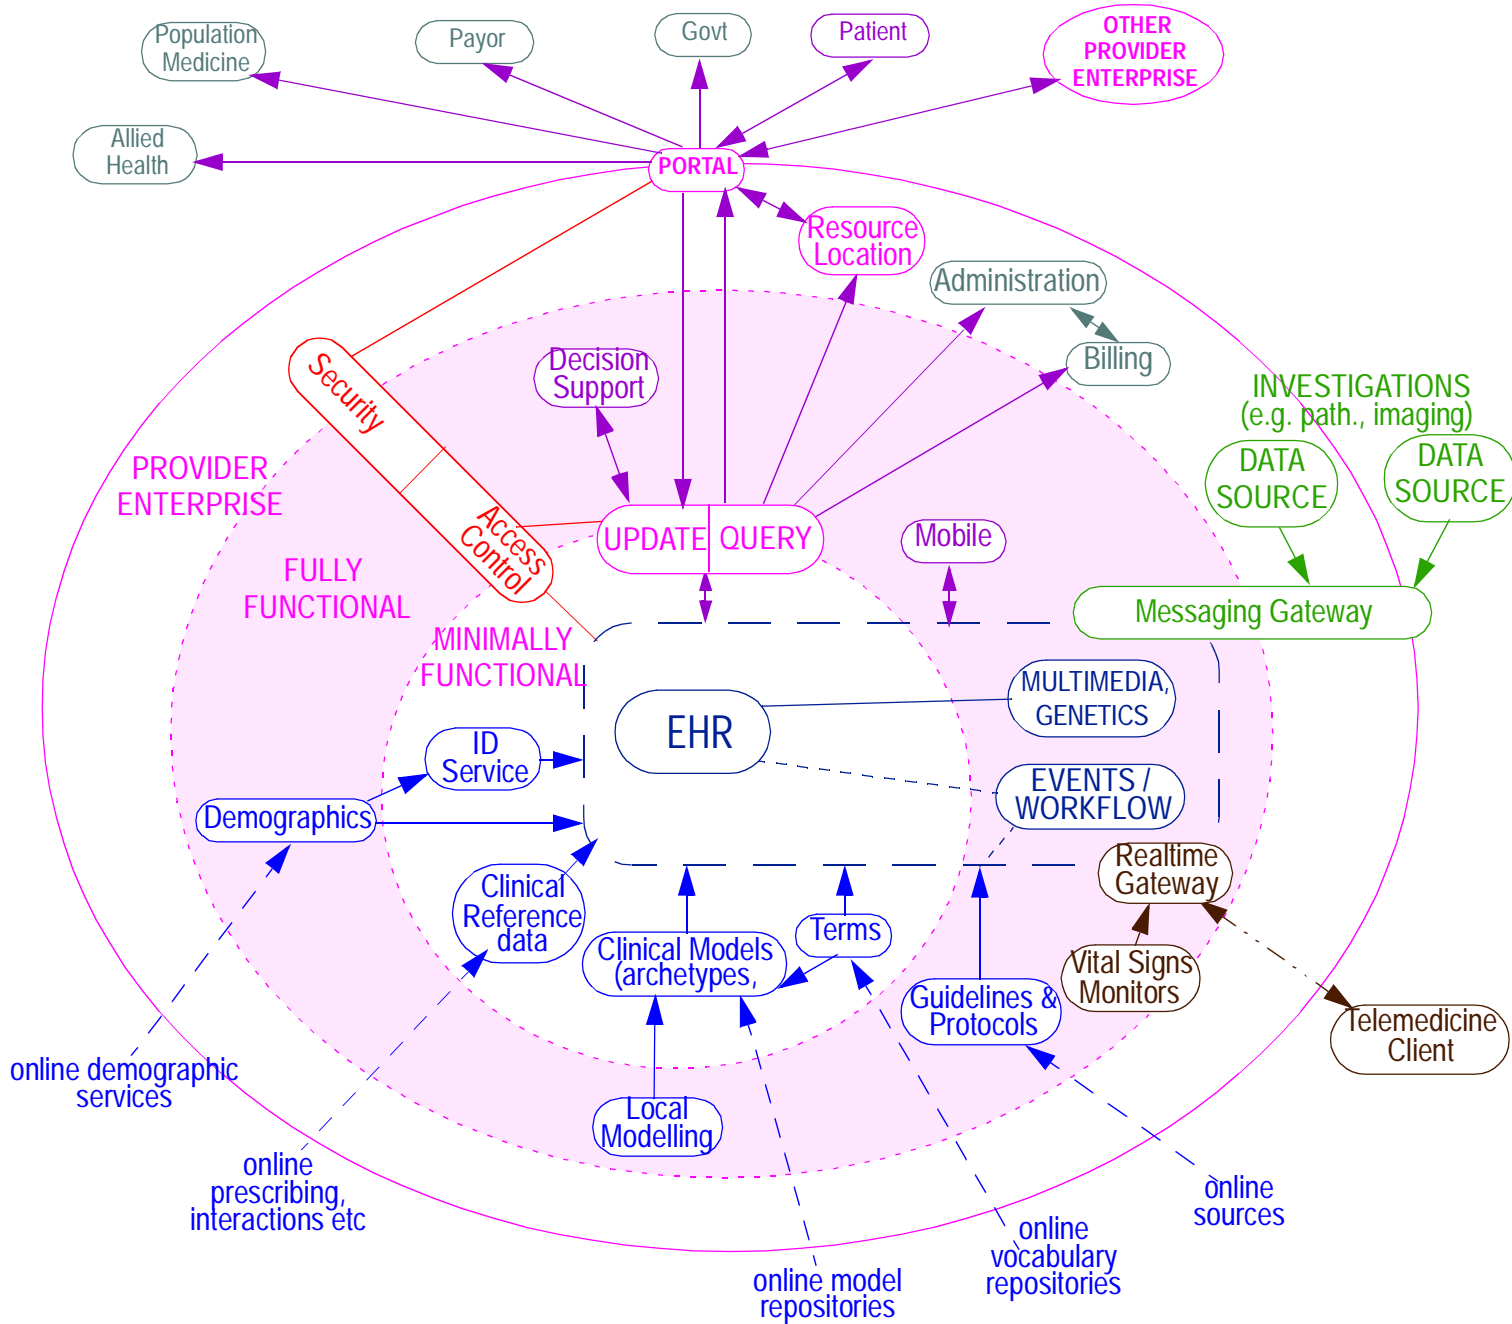 Population
Medicine
Payor
Govt
Patient
OTHER
PROVIDER
ENTERPRISE
Allied
Health
PORTAL
Resource
Location
Administration
Billing
Security
Access
Control
Decision
Support
INVESTIGATIONS
(e.g. path., imaging)
DATA
SOURCE
DATA
SOURCE
PROVIDER
ENTERPRISE
UPDATE
QUERY
Mobile
FULLY
FUNCTIONAL
Messaging Gateway
MINIMALLY
FUNCTIONAL
EHR
MULTIMEDIA,
GENETICS
ID
Service
EVENTS /
WORKFLOW
Demographics
Realtime
Gateway
Clinical
Reference
data
Clinical Models
(archetypes,
Terms
Vital Signs
Monitors
Guidelines &
Protocols
Telemedicine
Client
online demographic
services
Local
Modelling
online
prescribing,
interactions etc
online
sources
online
vocabulary
repositories
online model
repositories